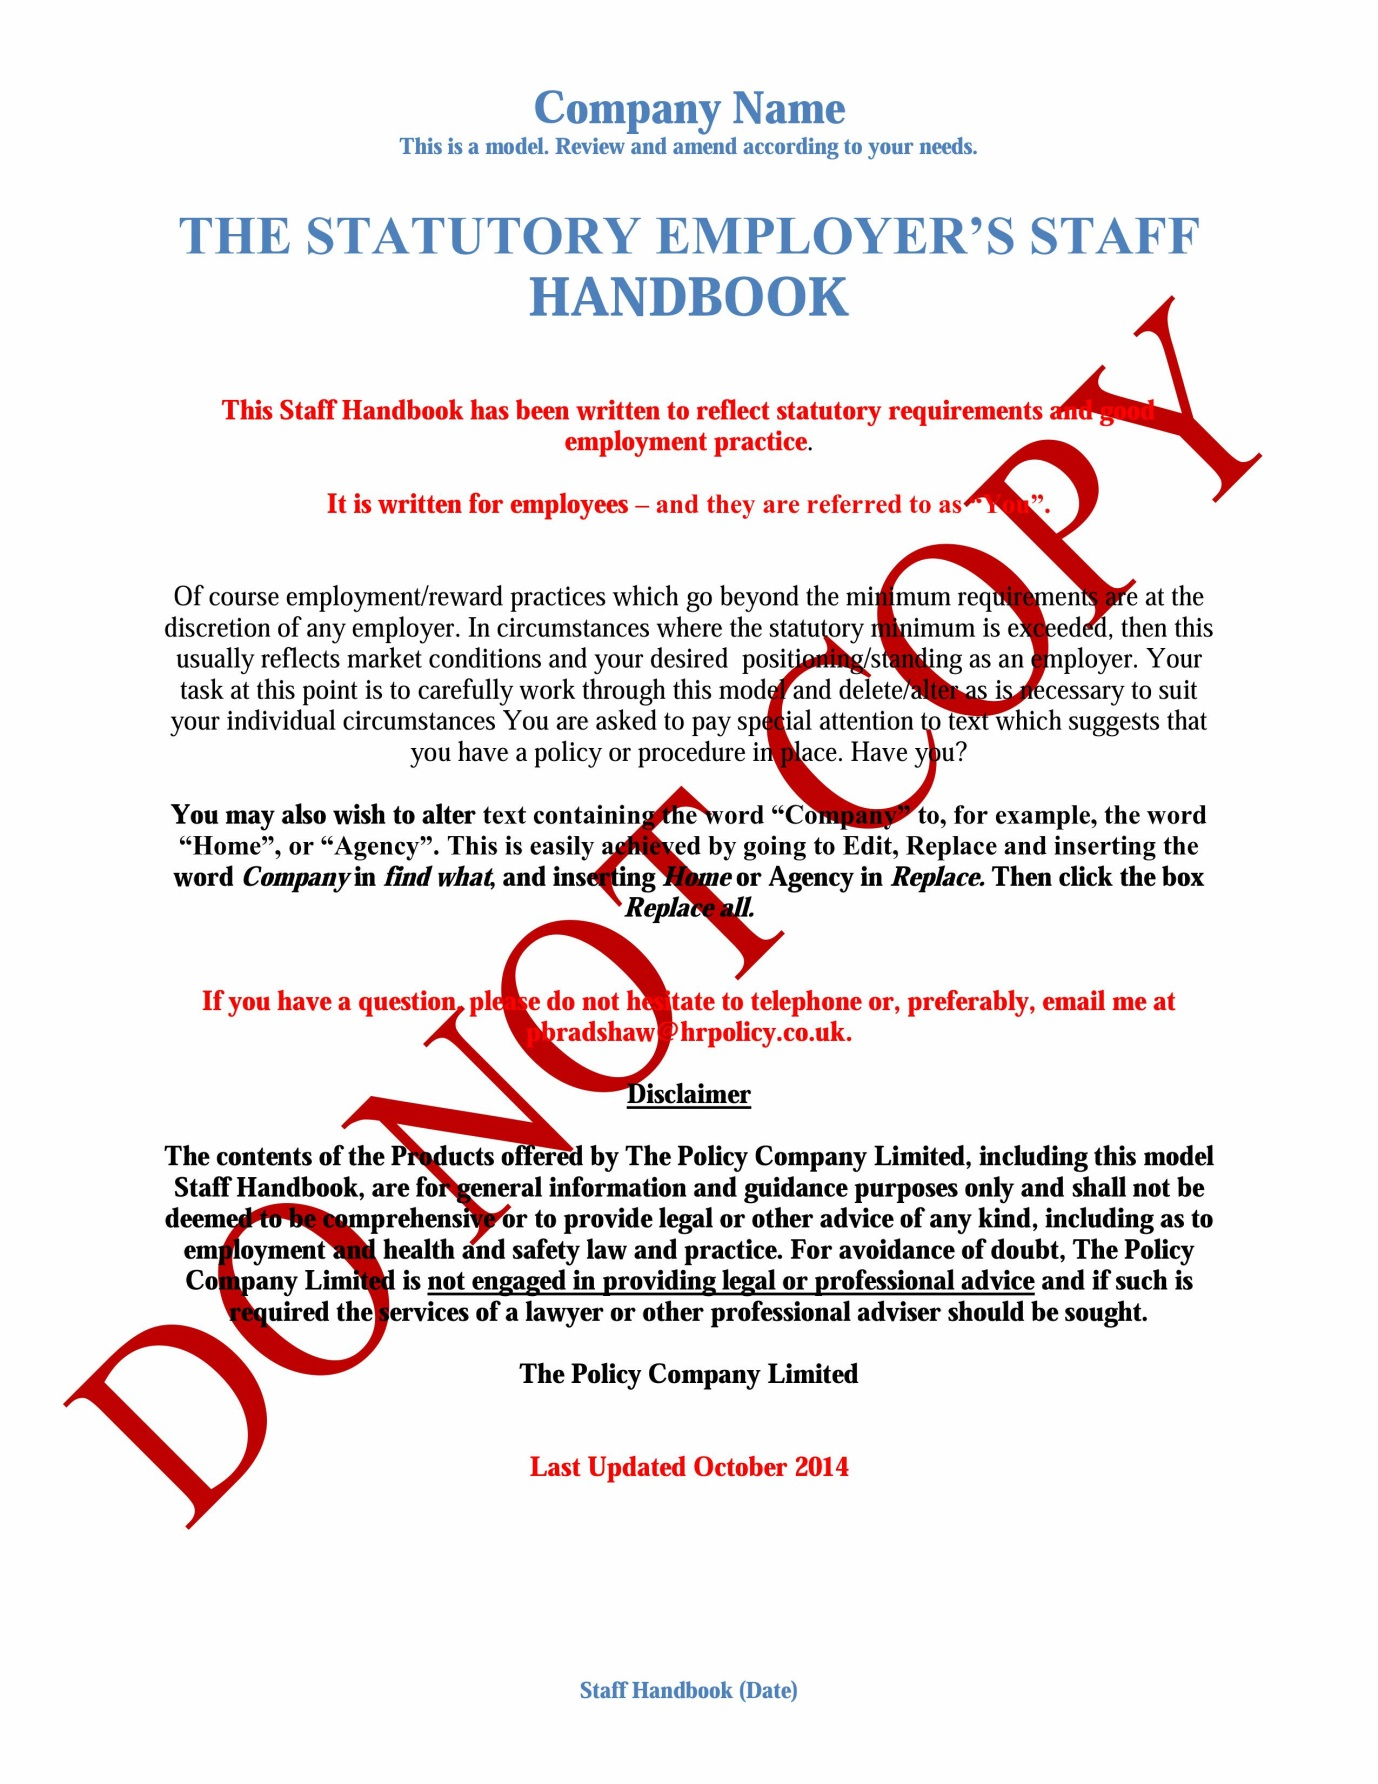 Company Name
This is a model. Review and amend according to your needs.
THE STATUTORY EMPLOYER’S STAFF
HANDBOOK
This Staff Handbook has been written to reflect statutory requirements and good
employment practice.
It is written for employees – and they are referred to as “You”.
Of course employment/reward practices which go beyond the minimum requirements are at the
discretion of any employer. In circumstances where the statutory minimum is exceeded, then this
usually reflects market conditions and your desired  positioning/standing as an employer. Your
task at this point is to carefully work through this model and delete/alter as is necessary to suit
your individual circumstances You are asked to pay special attention to text which suggests that
you have a policy or procedure in place. Have you?
You may also wish to alter text containing the word “Company” to, for example, the word
“Home”, or “Agency”. This is easily achieved by going to Edit, Replace and inserting the
word Company in find what, and inserting Home or Agency in Replace. Then click the box
Replace all.
If you have a question, please do not hesitate to telephone or, preferably, email me at
pbradshaw@hrpolicy.co.uk.
Disclaimer
The contents of the Products offered by The Policy Company Limited, including this model
Staff Handbook, are for general information and guidance purposes only and shall not be
deemed to be comprehensive or to provide legal or other advice of any kind, including as to
employment and health and safety law and practice. For avoidance of doubt, The Policy
Company Limited is not engaged in providing legal or professional advice and if such is
required the services of a lawyer or other professional adviser should be sought.
The Policy Company Limited
Last Updated October 2014
Staff Handbook (Date)
DO NOT COPY